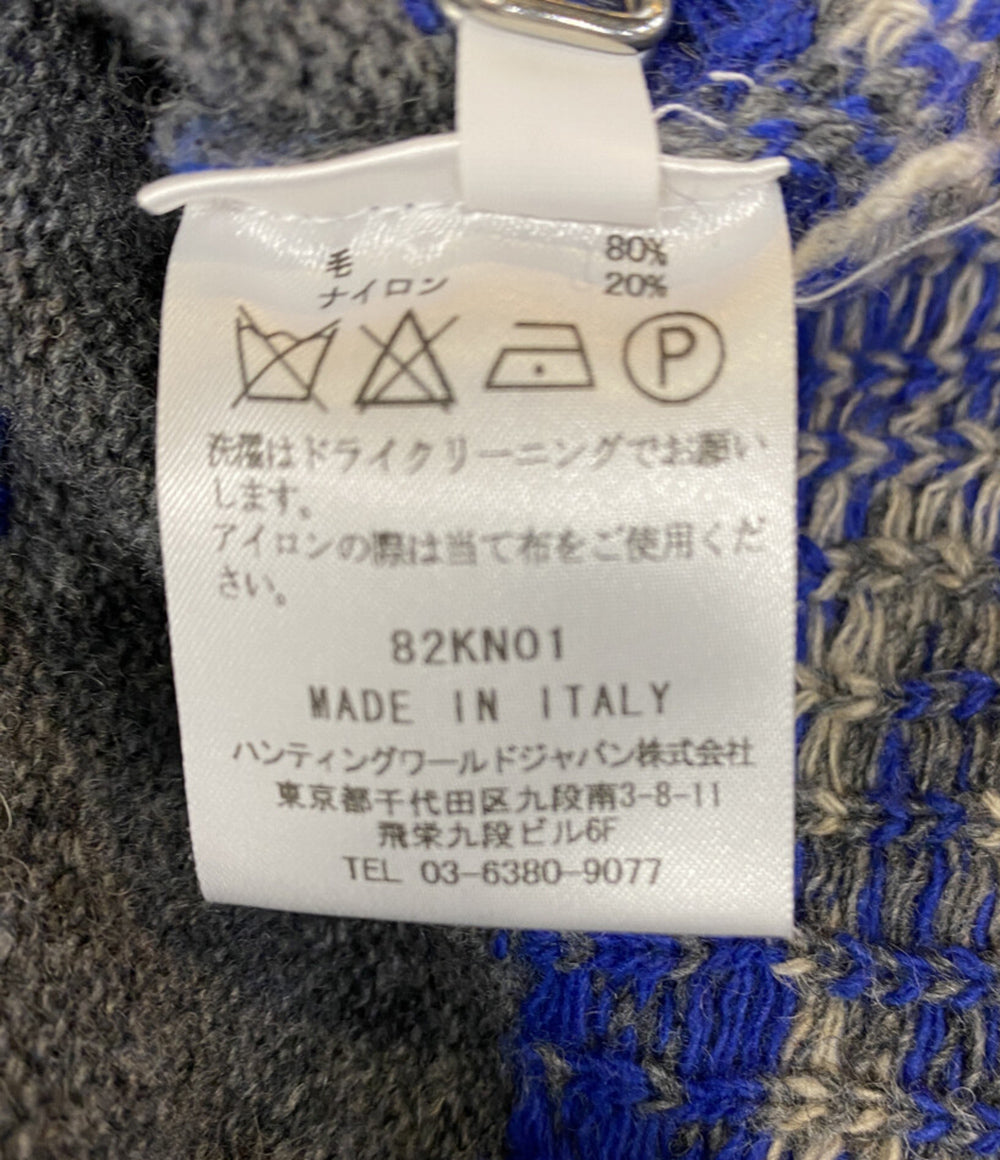 毛 80%
ナイロン 20%
P
洗濯はドライクリーニングでお願い
します。
アイロンの際は当て布をご使用くだ
さい。
82KN01
MADE IN ITALY
ハンティングワールドジャパン株式会社
東京都千代田区九段南3-8-11
飛栄九段ビル6F
TEL 03-6380-9077